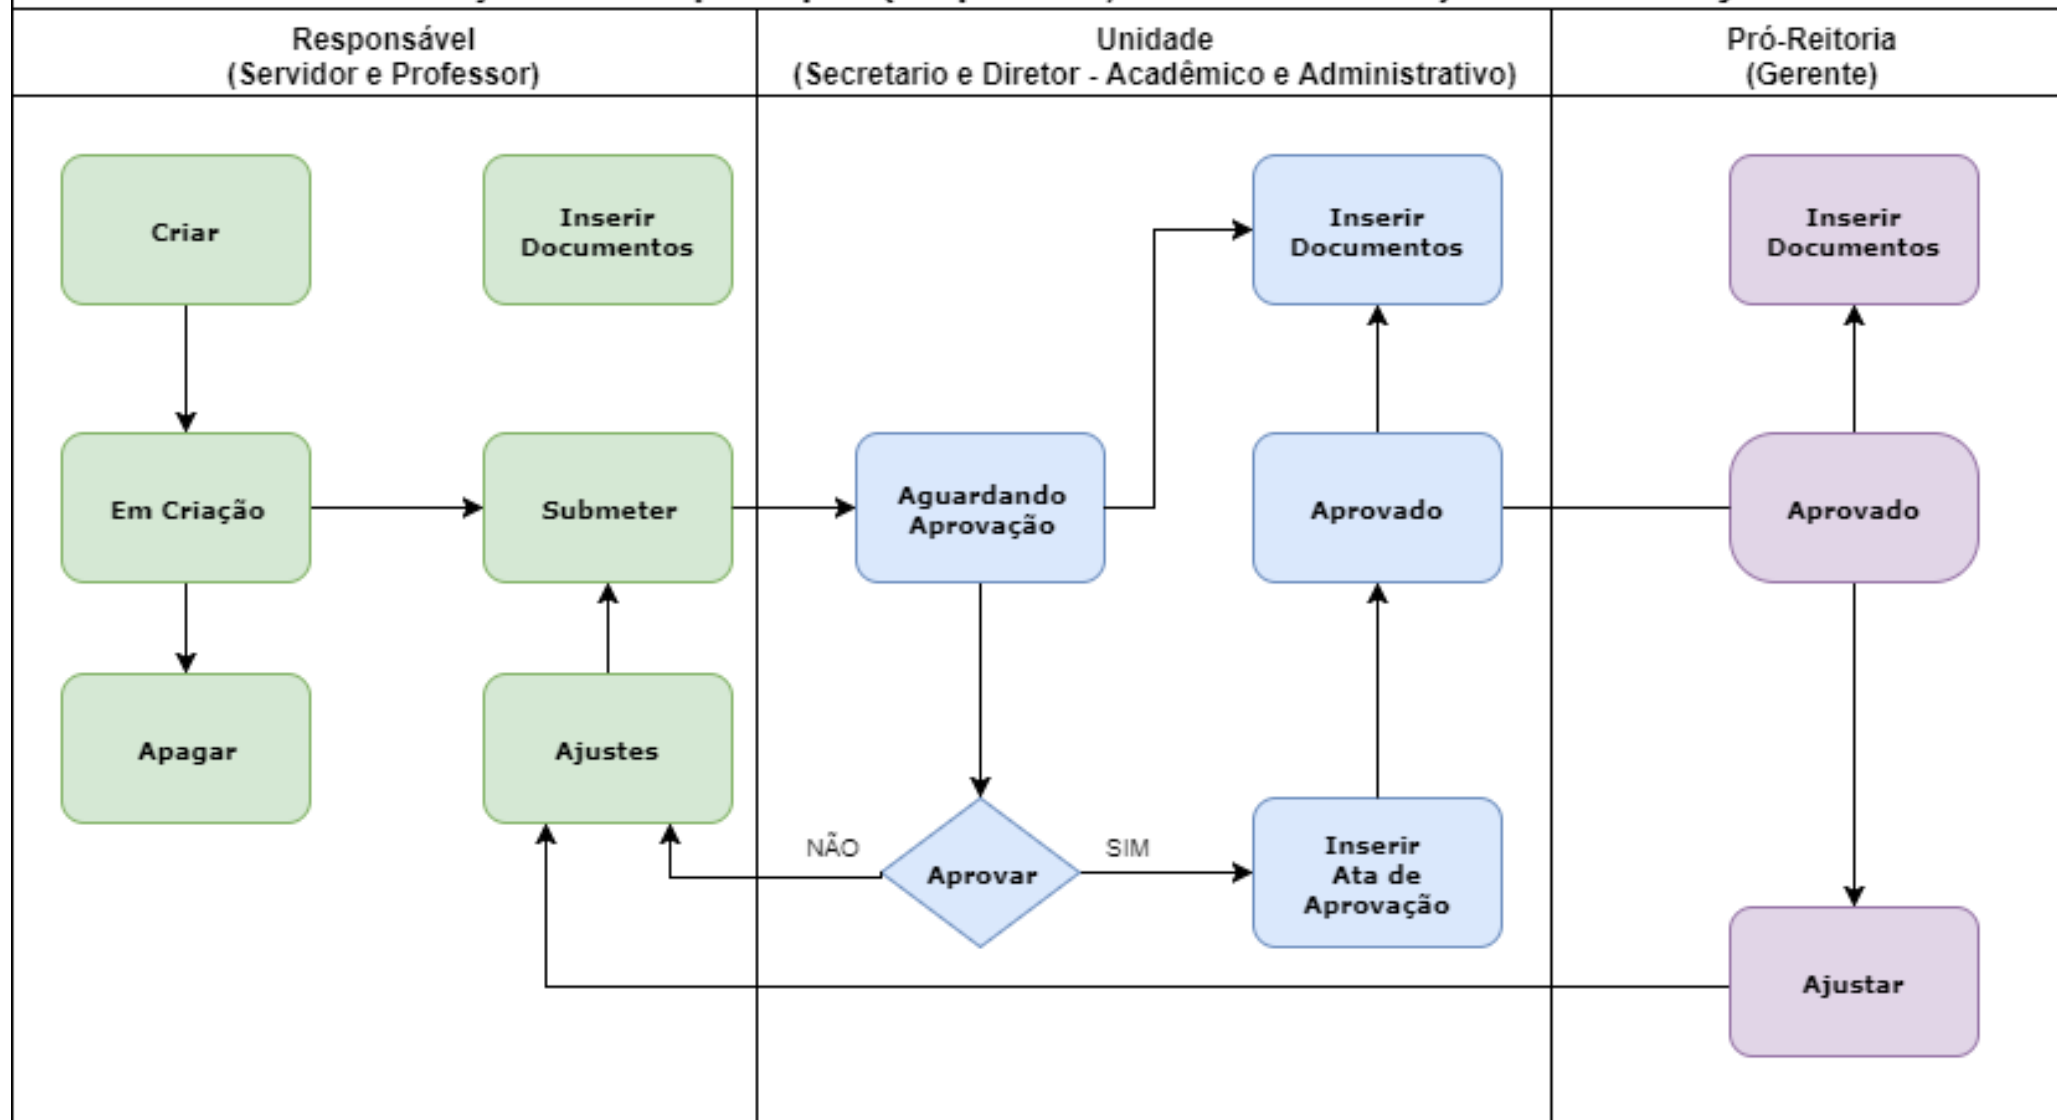 Responsável
(Servidor e Professor)
Unidade
(Secretario e Diretor - Acadêmico e Administrativo)
Pró-Reitoria
(Gerente)
Criar
Inserir
Documentos
Inserir
Documentos
Inserir
Documentos
Em Criação
Submeter
Aguardando
Aprovação
Aprovado
Aprovado
Apagar
Ajustes
NÃO
Aprovar
SIM
Inserir
Ata de
Aprovação
Ajustar